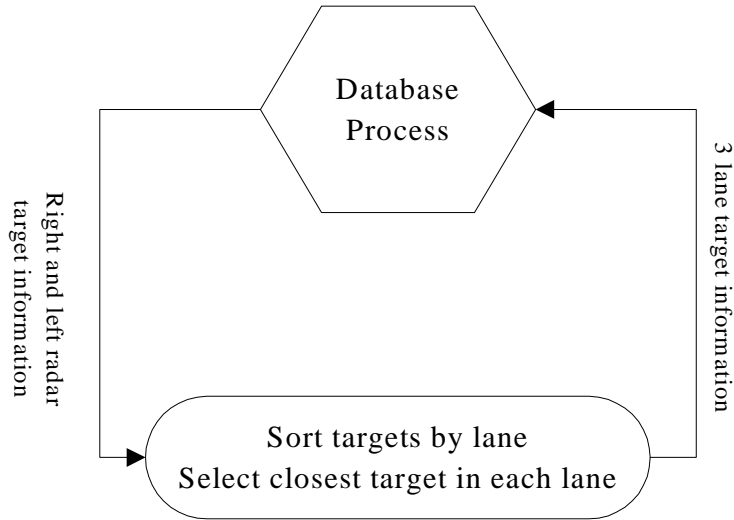 Database
Process
Right and left radar
target information
3 lane target information
Sort targets by lane
Select closest target in each lane